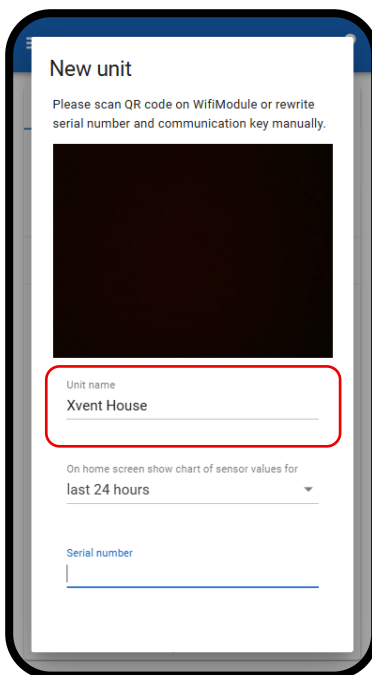 New unit
Please scan QR code on WifiModule or rewrite
serial number and communication key manually.
Unit name
Xvent House
On home screen show chart of sensor values for
last 24 hours
Serial number